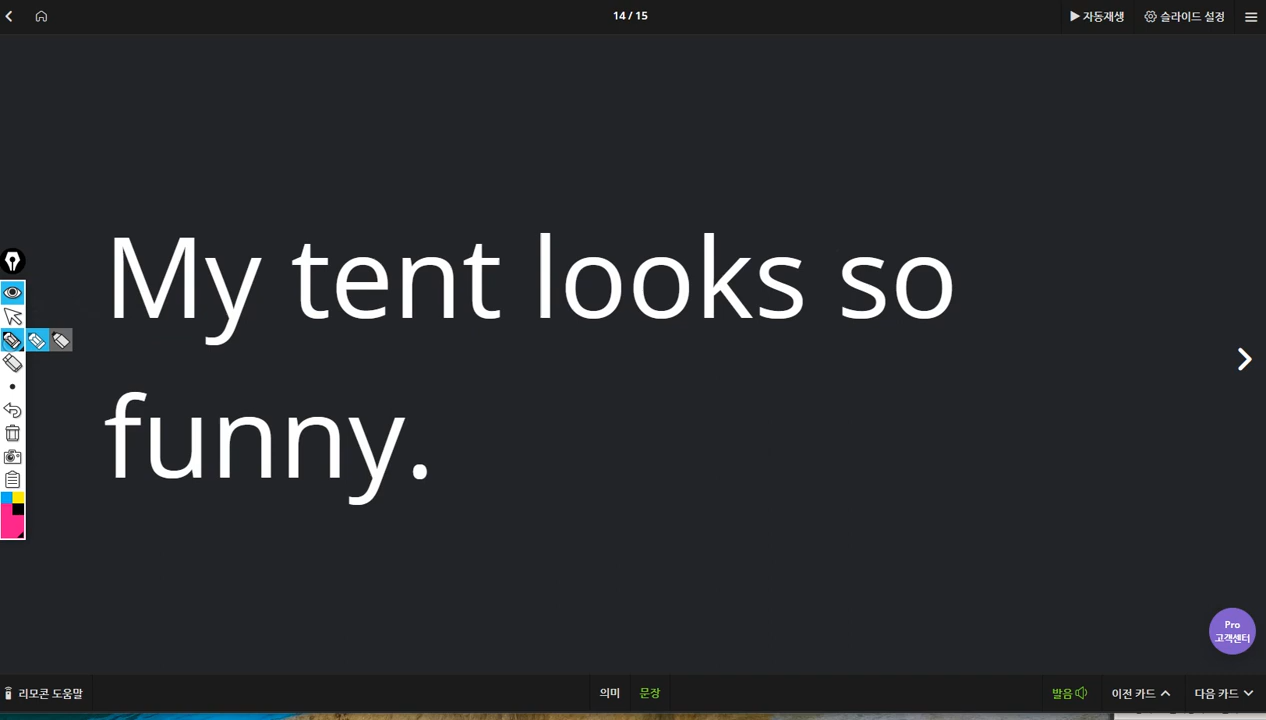 14 / 15
자동재생
슬라이드 설정
My tent looks so
funny.
Pro
고객센터
리모콘 도움말
의미
문장
발음
이전 카드
다음 카드